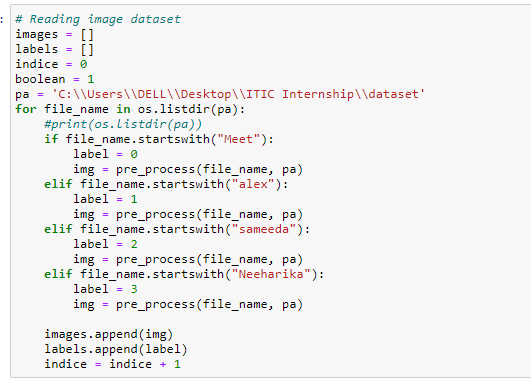 :
# Reading image dataset
images = []
labels = []
indice = 0
boolean = 1
pa = 'C:\\Users\\DELL\\Desktop\\ITIC Internship\\dataset'
for file_name in os.listdir(pa):
    #print(os.listdir(pa))
    if file_name.startswith("Meet"):
        label = 0
        img = pre_process(file_name, pa)
    elif file_name.startswith("alex"):
        label = 1
        img = pre_process(file_name, pa)
    elif file_name.startswith("sameeda"):
        label = 2
        img = pre_process(file_name, pa)
    elif file_name.startswith("Neeharika"):
        label = 3
        img = pre_process(file_name, pa)

    images.append(img)
    labels.append(label)
    indice = indice + 1